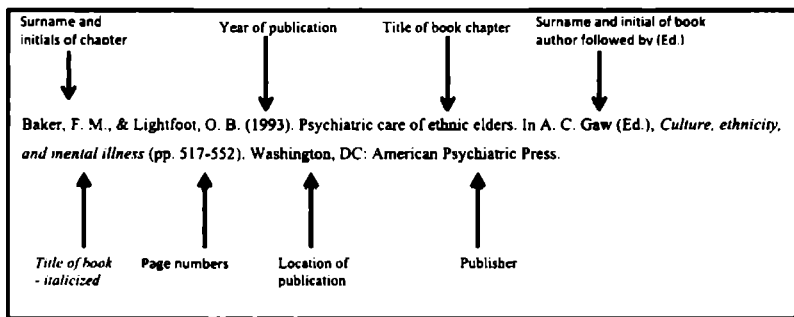 Surname and initials of chapter
Year of publication
Title of book chapter
Surname and initial of book author followed by (Ed.)
Baker, F. M., & Lightfoot, O. B. (1993). Psychiatric care of ethnic elders. In A. C. Gaw (Ed.), Culture, ethnicity,
and mental illness (pp. 517-552). Washington, DC: American Psychiatric Press.
Title of book - italicized
Page numbers
Location of publication
Publisher